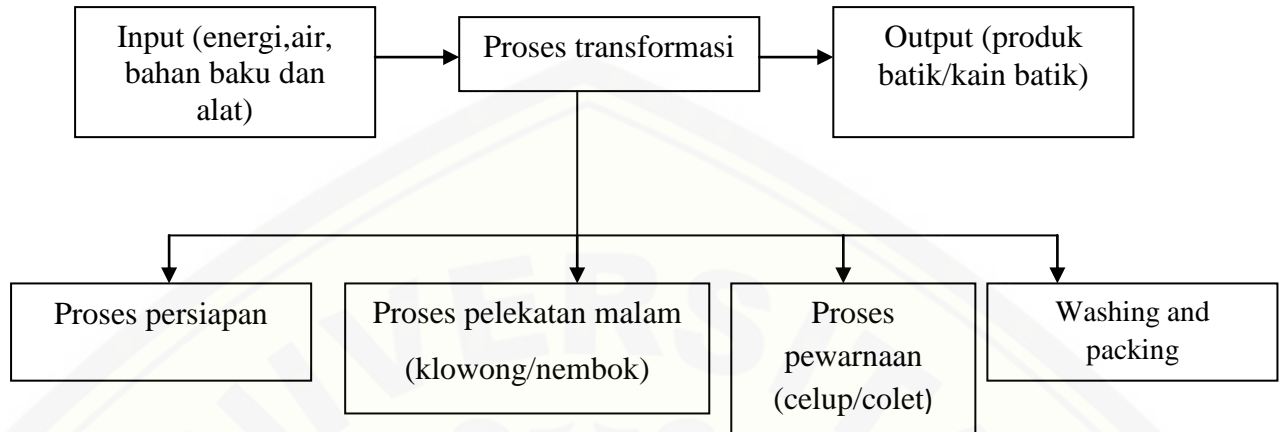 Input (energi,air,
bahan baku dan
alat)
Proses transformasi
Output (produk
batik/kain batik)
Proses persiapan
Proses pelekatan malam
(klowong/nembok)
Proses
pewarnaan
(celup/colet)
Washing and
packing